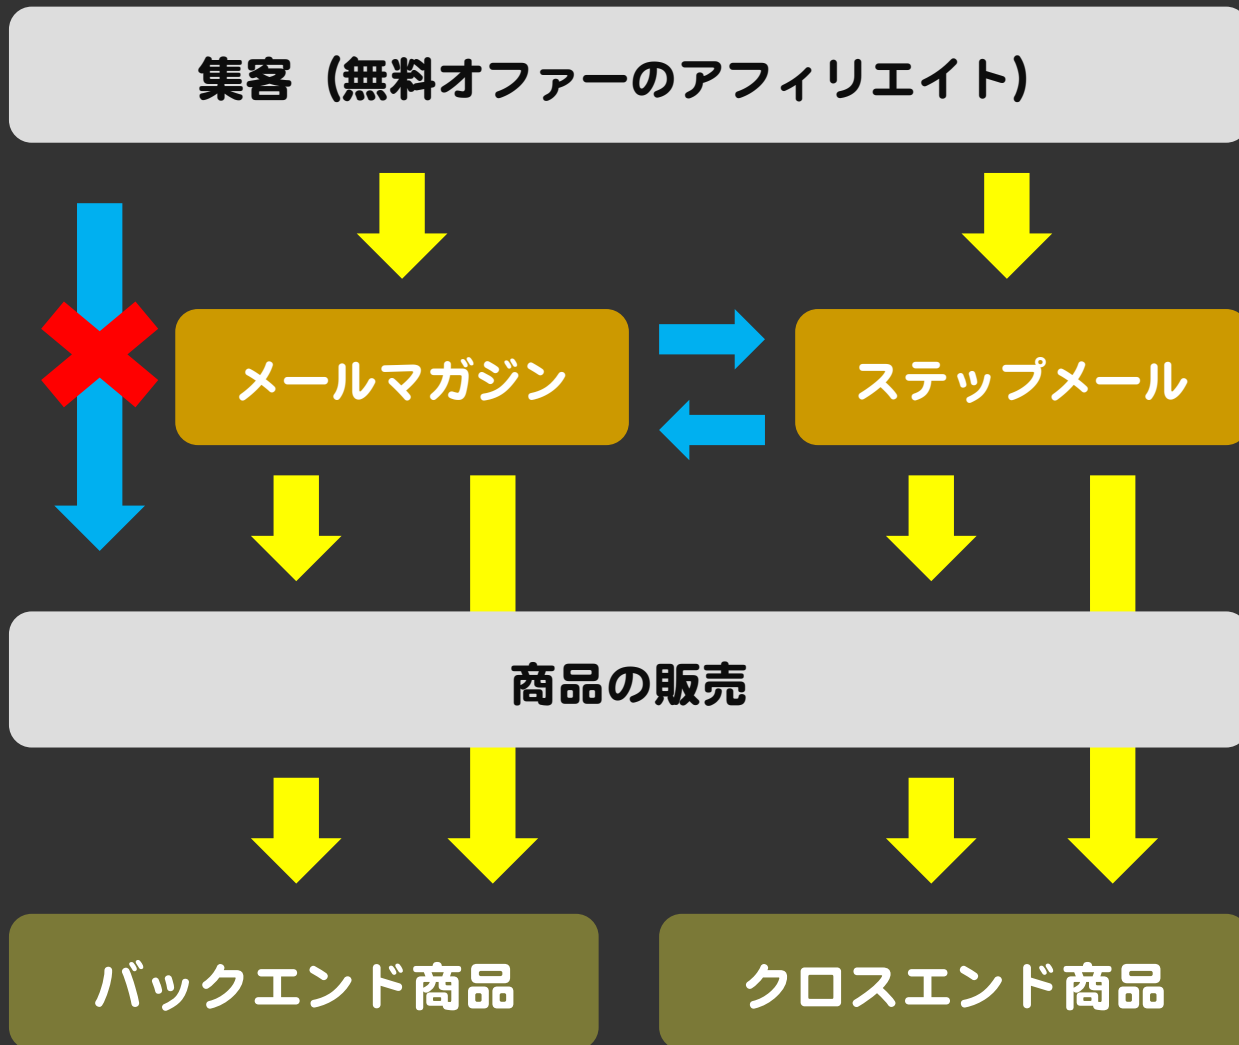 集客（無料オファーのアフィリエイト）
メールマガジン
ステップメール
商品の販売
バックエンド商品
クロスエンド商品